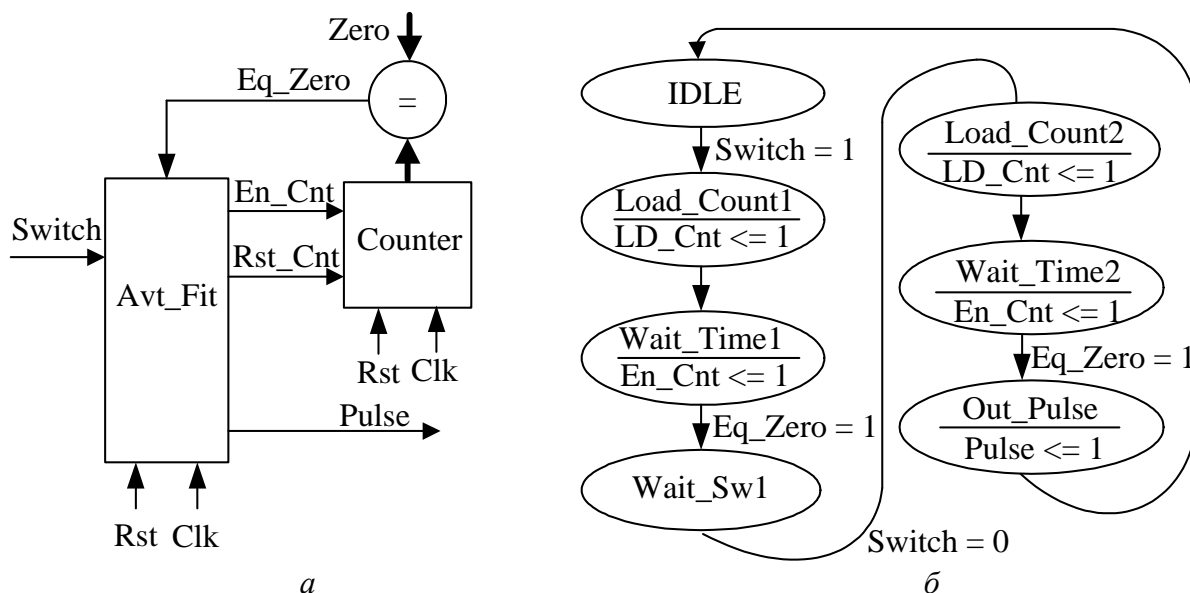 Zero
Eq_Zero
=
En_Cnt
Switch
Rst_Cnt
Counter
Avt_Fit
Rst
Clk
Pulse
Rst
Clk
а
IDLE
Switch = 1
Load_Count1
LD_Cnt <= 1
Wait_Time1
En_Cnt <= 1
Eq_Zero = 1
Wait_Sw1
Switch = 0
Load_Count2
LD_Cnt <= 1
Wait_Time2
En_Cnt <= 1
Eq_Zero = 1
Out_Pulse
Pulse <= 1
б